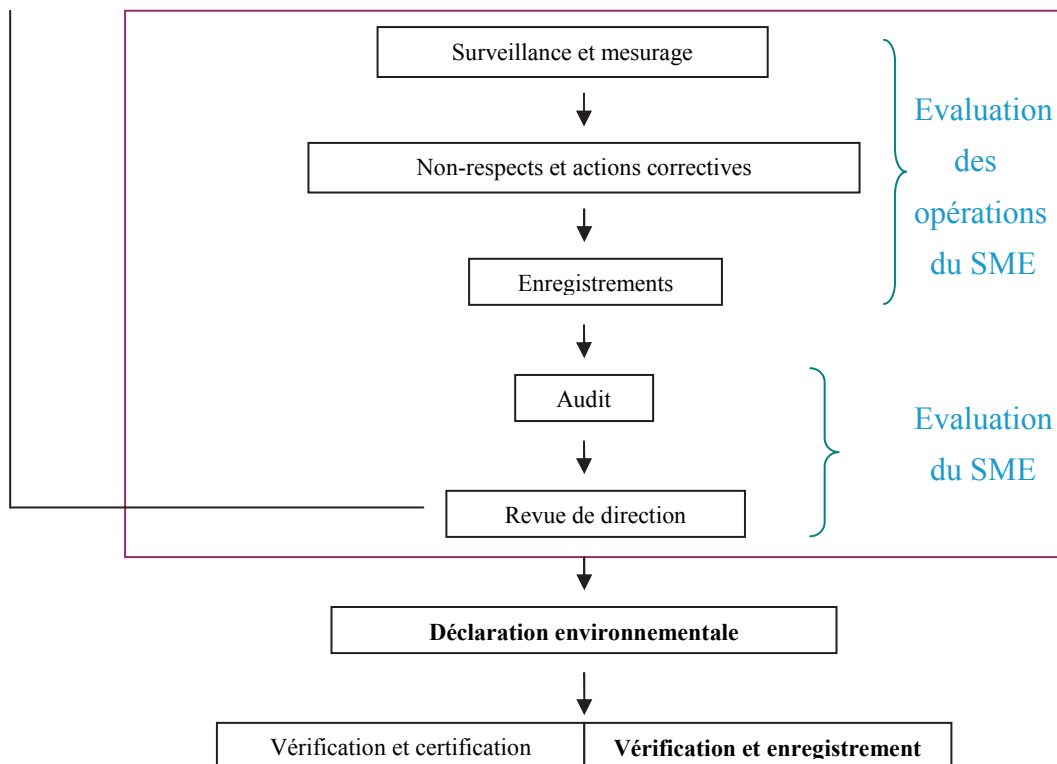 Surveillance et mesurage
Non-respects et actions correctives
Enregistrements
Evaluation
des
opérations
du SME
Audit
Revue de direction
Evaluation
du SME
Déclaration environnementale
Vérification et certification
Vérification et enregistrement